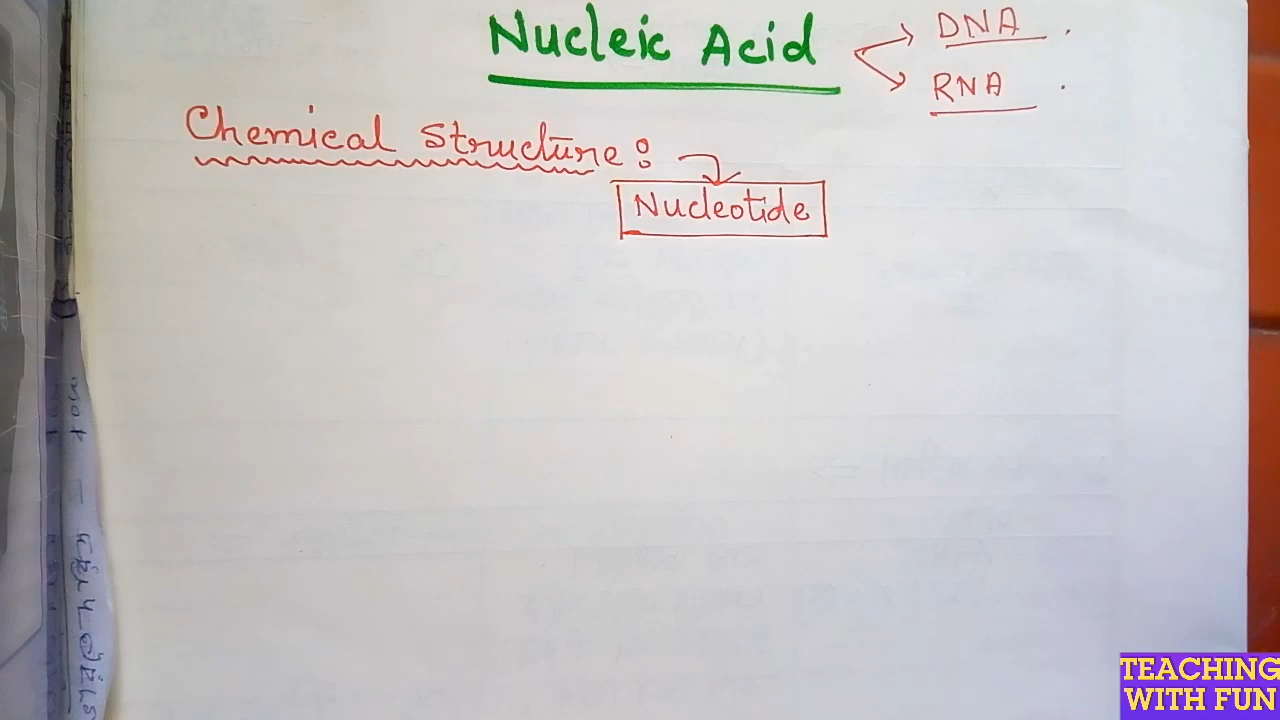 Nucleic Acid
DNA
RNA
Chemical Structure :
Nucleotide
TEACHING
WITH FUN